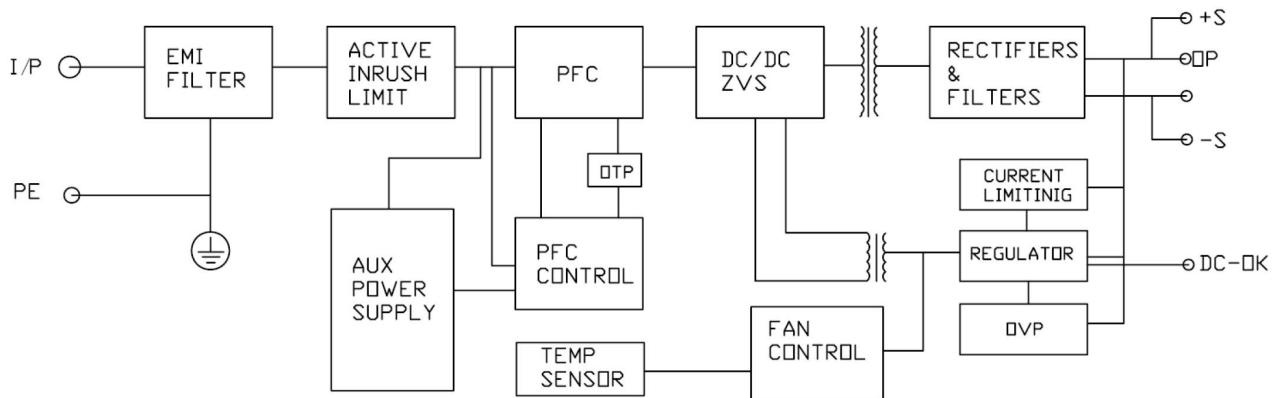 I/P
EMI
FILTER
ACTIVE
INRUSH
LIMIT
PFC
DC/DC
ZVS
RECTIFIERS
&
FILTERS
+S
OP
-S
PE
OTP
CURRENT
LIMITINIG
AUX
POWER
SUPPLY
PFC
CONTROL
REGULATOR
DC-OK
OVP
TEMP
SENSOR
FAN
CONTROL